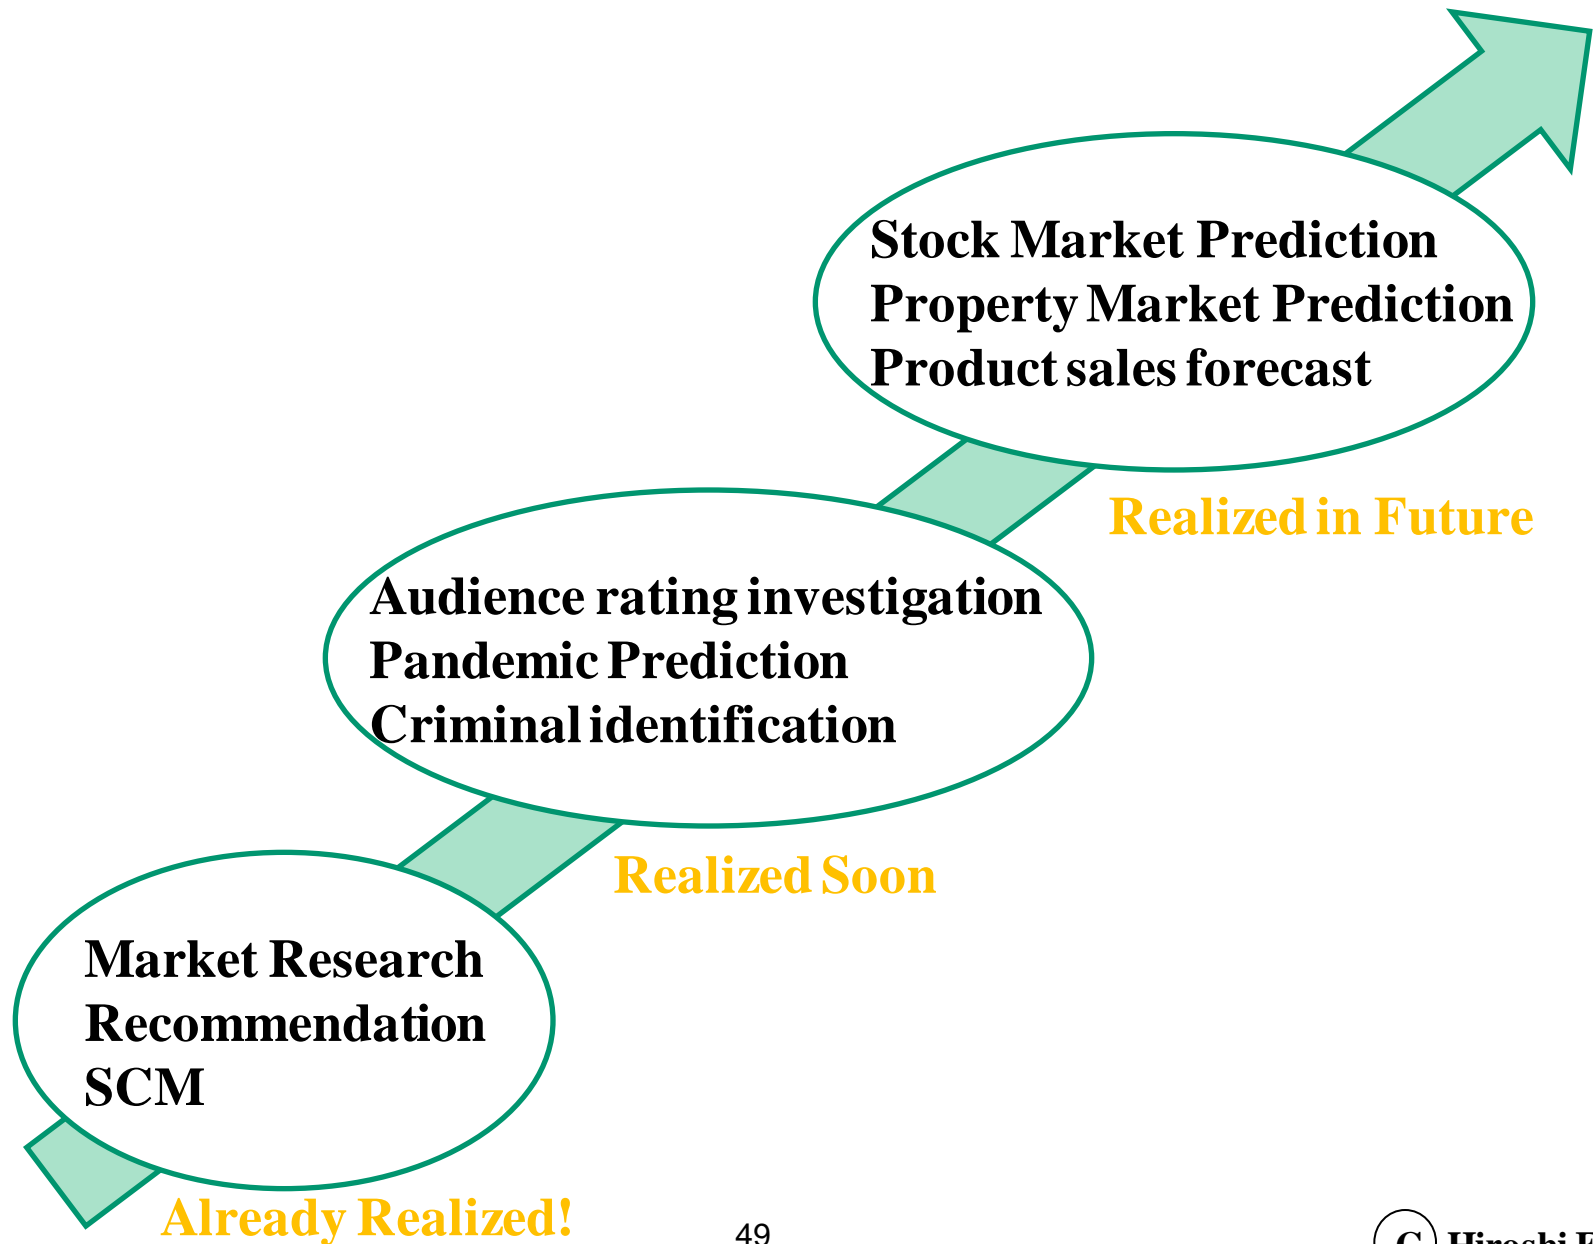 Stock Market Prediction
Property Market Prediction
Product sales forecast
Realized in Future
Audience rating investigation
Pandemic Prediction
Criminal identification
Realized Soon
Market Research
Recommendation
SCM
Already Realized!
49
C Hiroshi